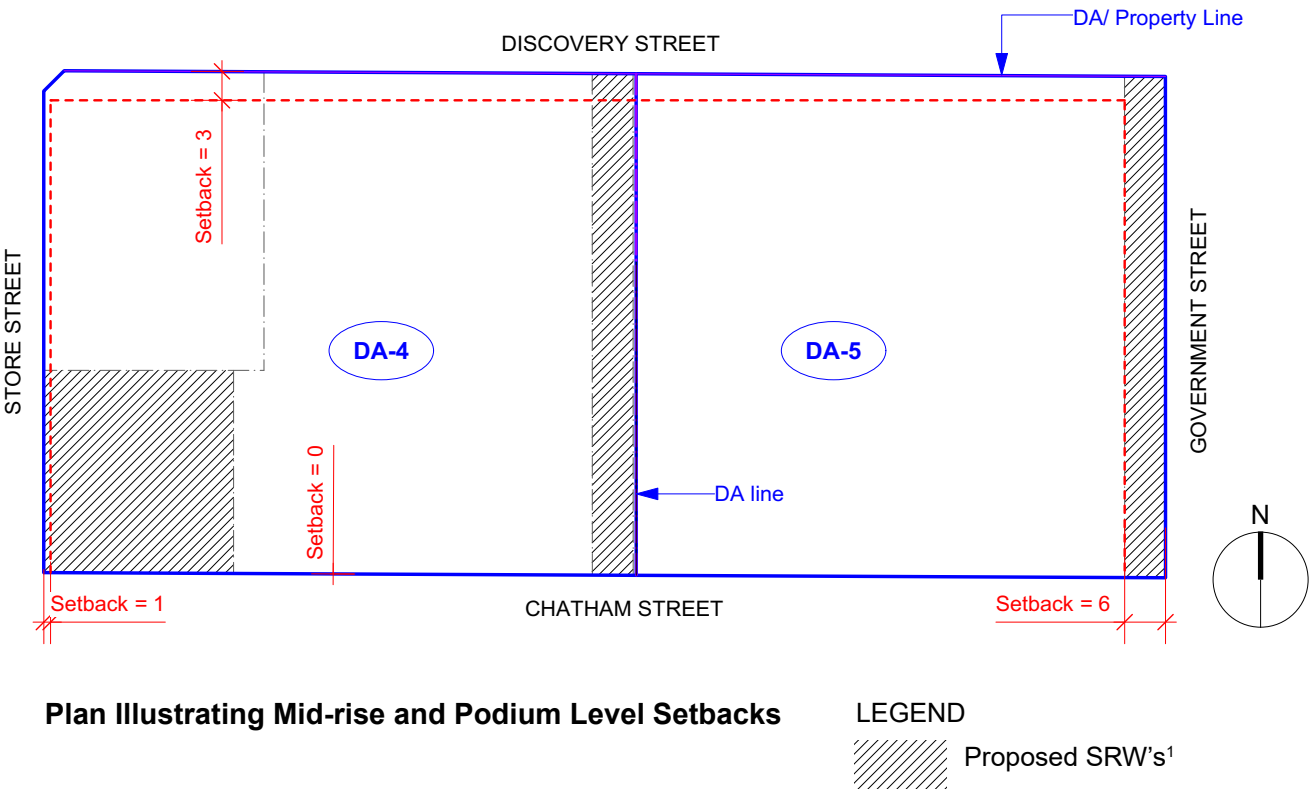 DA/ Property Line
DISCOVERY STREET
Setback = 3
STORE STREET
GOVERNMENT STREET
DA-4
DA-5
Setback = 0
DA line
N
Setback = 1
CHATHAM STREET
Setback = 6
Plan Illustrating Mid-rise and Podium Level Setbacks
LEGEND
Proposed SRW's¹